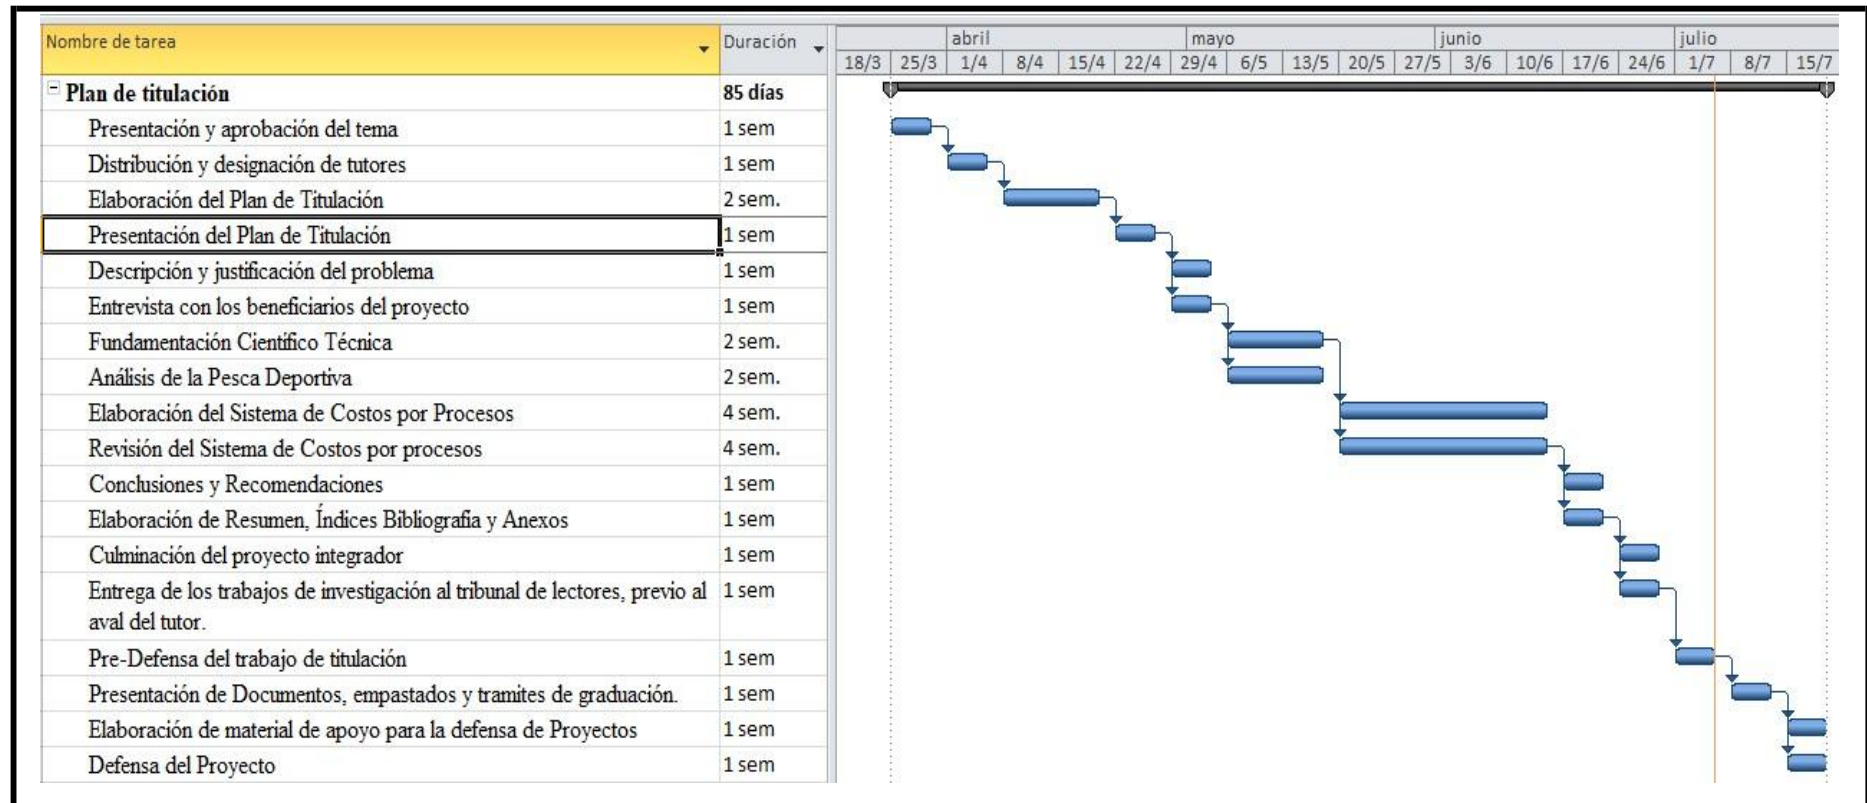 Nombre de tarea Duración abril mayo junio julio
18/3 25/3 1/4 8/4 15/4 22/4 29/4 6/5 13/5 20/5 27/5 3/6 10/6 17/6 24/6 1/7 8/7 15/7
Plan de titulación 85 días
Presentación y aprobación del tema 1 sem
Distribución y designación de tutores 1 sem
Elaboración del Plan de Titulación 2 sem.
Presentación del Plan de Titulación 1 sem
Descripción y justificación del problema 1 sem
Entrevista con los beneficiarios del proyecto 1 sem
Fundamentación Científico Técnica 2 sem.
Análisis de la Pesca Deportiva 2 sem.
Elaboración del Sistema de Costos por Procesos 4 sem.
Revisión del Sistema de Costos por procesos 4 sem.
Conclusiones y Recomendaciones 1 sem
Elaboración de Resumen, Índices Bibliografía y Anexos 1 sem
Culminación del proyecto integrador 1 sem
Entrega de los trabajos de investigación al tribunal de lectores, previo al 1 sem
aval del tutor.
Pre-Defensa del trabajo de titulación 1 sem
Presentación de Documentos, empastados y tramites de graduación. 1 sem
Elaboración de material de apoyo para la defensa de Proyectos 1 sem
Defensa del Proyecto 1 sem